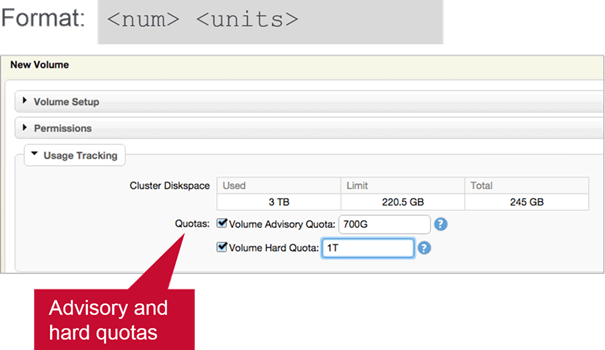 Format: <num> <units>
New Volume
Volume Setup
Permissions
Usage Tracking
Cluster Diskspace Used Limit Total
3 TB 220.5 GB 245 GB
Quotas: Volume Advisory Quota: 700G ?
Volume Hard Quota: 1T ?
Advisory and
hard quotas